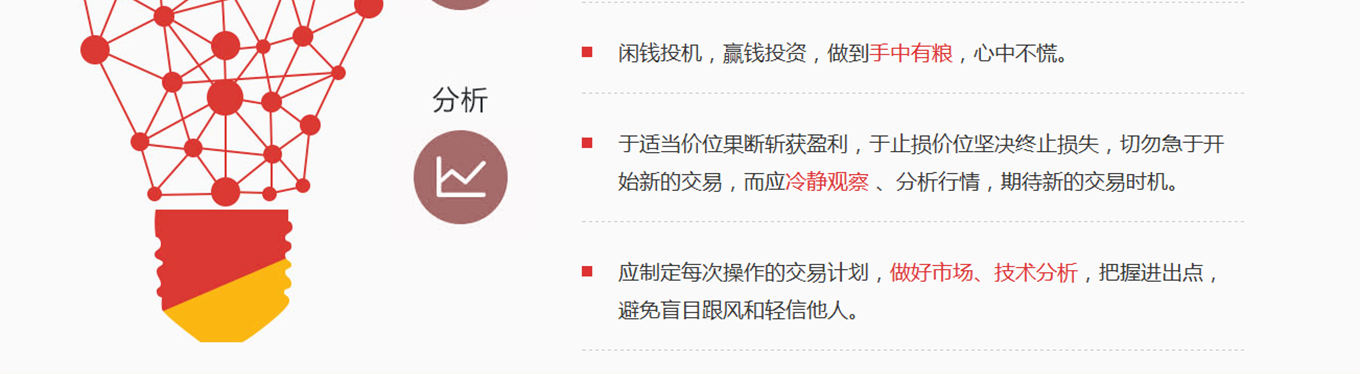 分析
闲钱投机，赢钱投资，做到手中有粮，心中不慌。
于适当价位果断斩获盈利，于止损价位坚决终止损失，切勿急于开
始新的交易，而应冷静观察 、分析行情，期待新的交易时机。
应制定每次操作的交易计划，做好市场、技术分析，把握进出点，
避免盲目跟风和轻信他人。